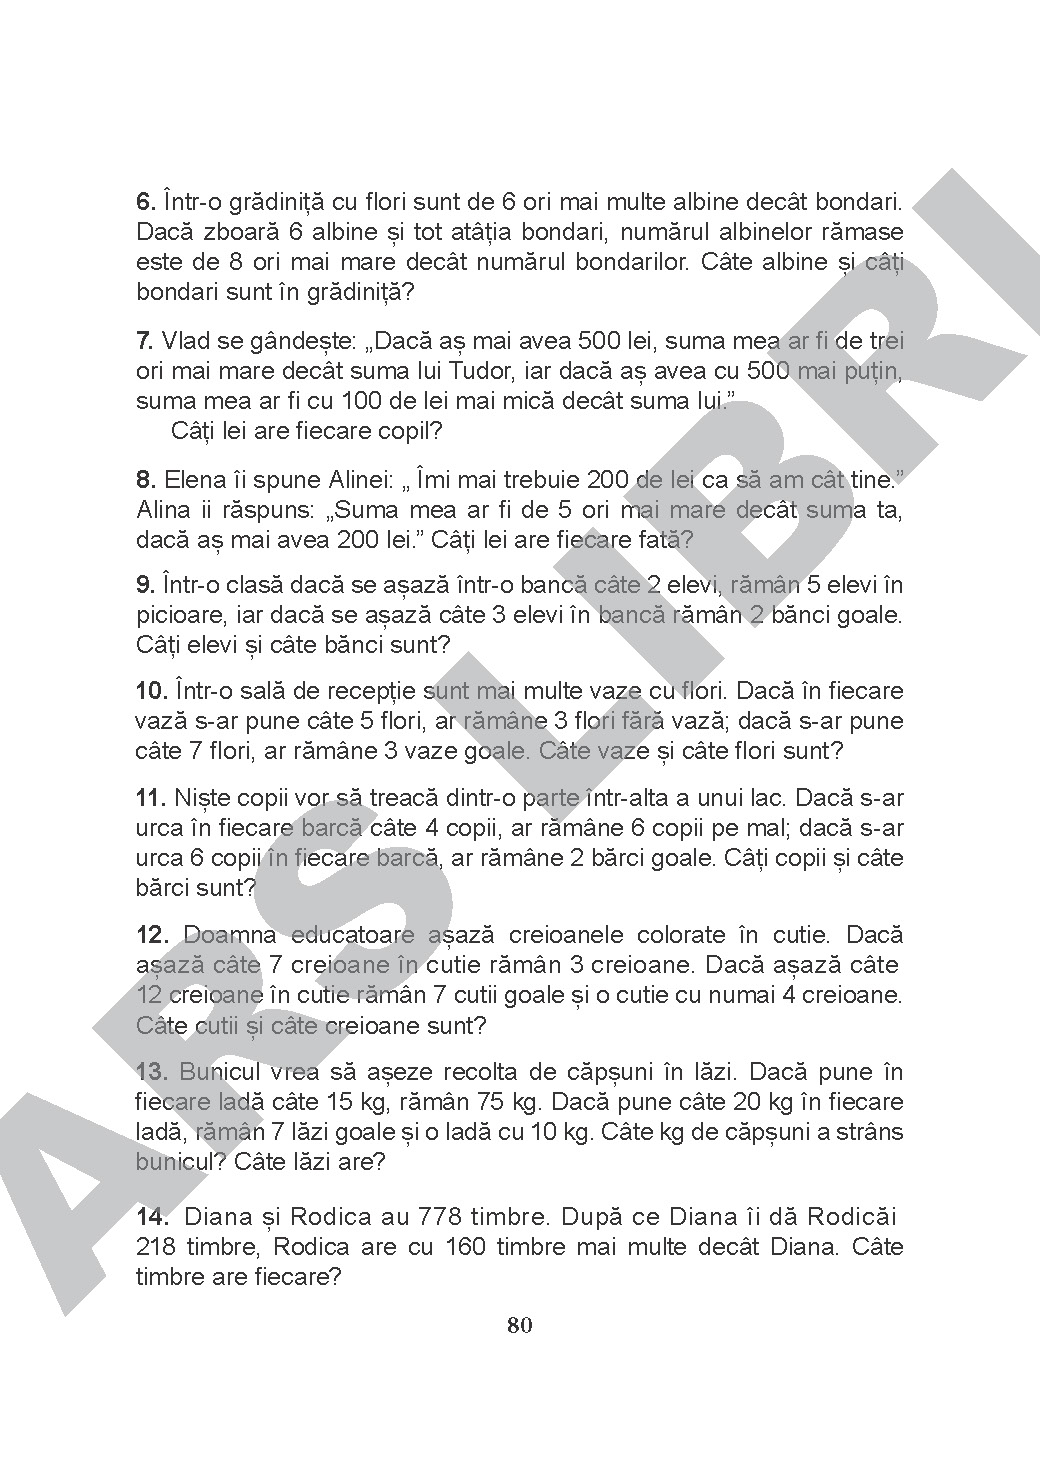 6. Într-o grădiniță cu flori sunt de 6 ori mai multe albine decât bondari.
Dacă zboară 6 albine și tot atâția bondari, numărul albinelor rămase
este de 8 ori mai mare decât numărul bondarilor. Câte albine și câți
bondari sunt în grădiniță?
7. Vlad se gândește: „Dacă aș mai avea 500 lei, suma mea ar fi de trei
ori mai mare decât suma lui Tudor, iar dacă aș avea cu 500 mai puțin,
suma mea ar fi cu 100 de lei mai mică decât suma lui.”
Câți lei are fiecare copil?
8. Elena îi spune Alinei: „ Îmi mai trebuie 200 de lei ca să am cât tine.”
Alina ii răspuns: „Suma mea ar fi de 5 ori mai mare decât suma ta,
dacă aș mai avea 200 lei.” Câți lei are fiecare fată?
9. Într-o clasă dacă se așază într-o bancă câte 2 elevi, rămân 5 elevi în
picioare, iar dacă se așază câte 3 elevi în bancă rămân 2 bănci goale.
Câți elevi și câte bănci sunt?
10. Într-o sală de recepție sunt mai multe vaze cu flori. Dacă în fiecare
vază s-ar pune câte 5 flori, ar rămâne 3 flori fără vază; dacă s-ar pune
câte 7 flori, ar rămâne 3 vaze goale. Câte vaze și câte flori sunt?
11. Niște copii vor să treacă dintr-o parte într-alta a unui lac. Dacă s-ar
urca în fiecare barcă câte 4 copii, ar rămâne 6 copii pe mal; dacă s-ar
urca 6 copii în fiecare barcă, ar rămâne 2 bărci goale. Câți copii și câte
bărci sunt?
12. Doamna educatoare așază creioanele colorate în cutie. Dacă
așază câte 7 creioane în cutie rămân 3 creioane. Dacă așază câte
12 creioane în cutie rămân 7 cutii goale și o cutie cu numai 4 creioane.
Câte cutii și câte creioane sunt?
13. Bunicul vrea să așeze recolta de căpșuni în lăzi. Dacă pune în
fiecare ladă câte 15 kg, rămân 75 kg. Dacă pune câte 20 kg în fiecare
ladă, rămân 7 lăzi goale și o ladă cu 10 kg. Câte kg de căpșuni a strâns
bunicul? Câte lăzi are?
14. Diana și Rodica au 778 timbre. După ce Diana îi dă Rodicăi
218 timbre, Rodica are cu 160 timbre mai multe decât Diana. Câte
timbre are fiecare?
80
ARS LIBRI